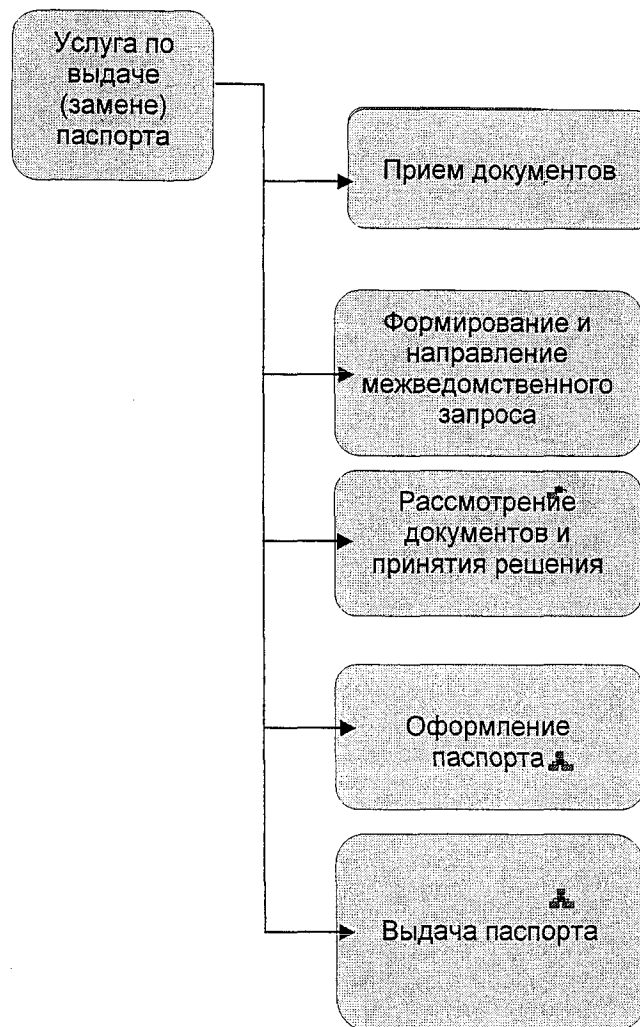 Услуга по
выдаче
(замене)
паспорта
Прием документов
Формирование и
направление
межведомственного
запроса
Рассмотрение
документов и
принятия решения
Оформление
паспорта
Выдача паспорта